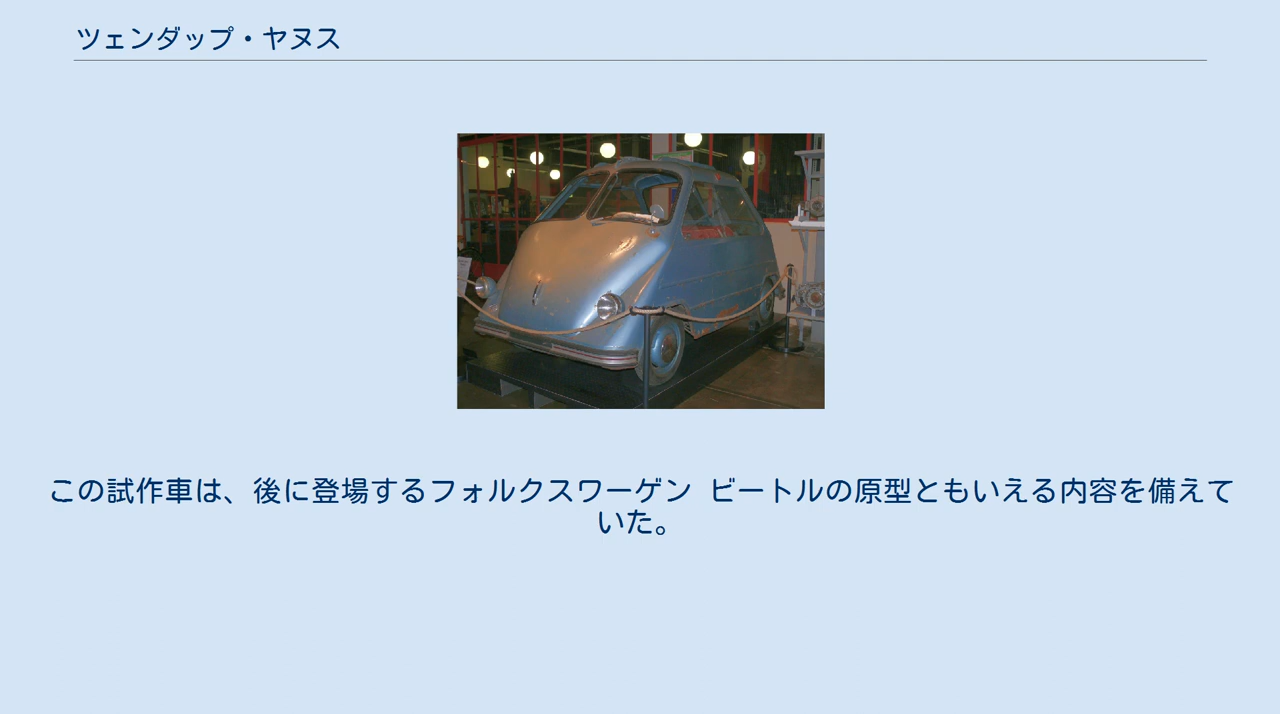 ツェンダップ・ヤヌス
この試作車は、後に登場するフォルクスワーゲン ビートルの原型ともいえる内容を備えて
いた。